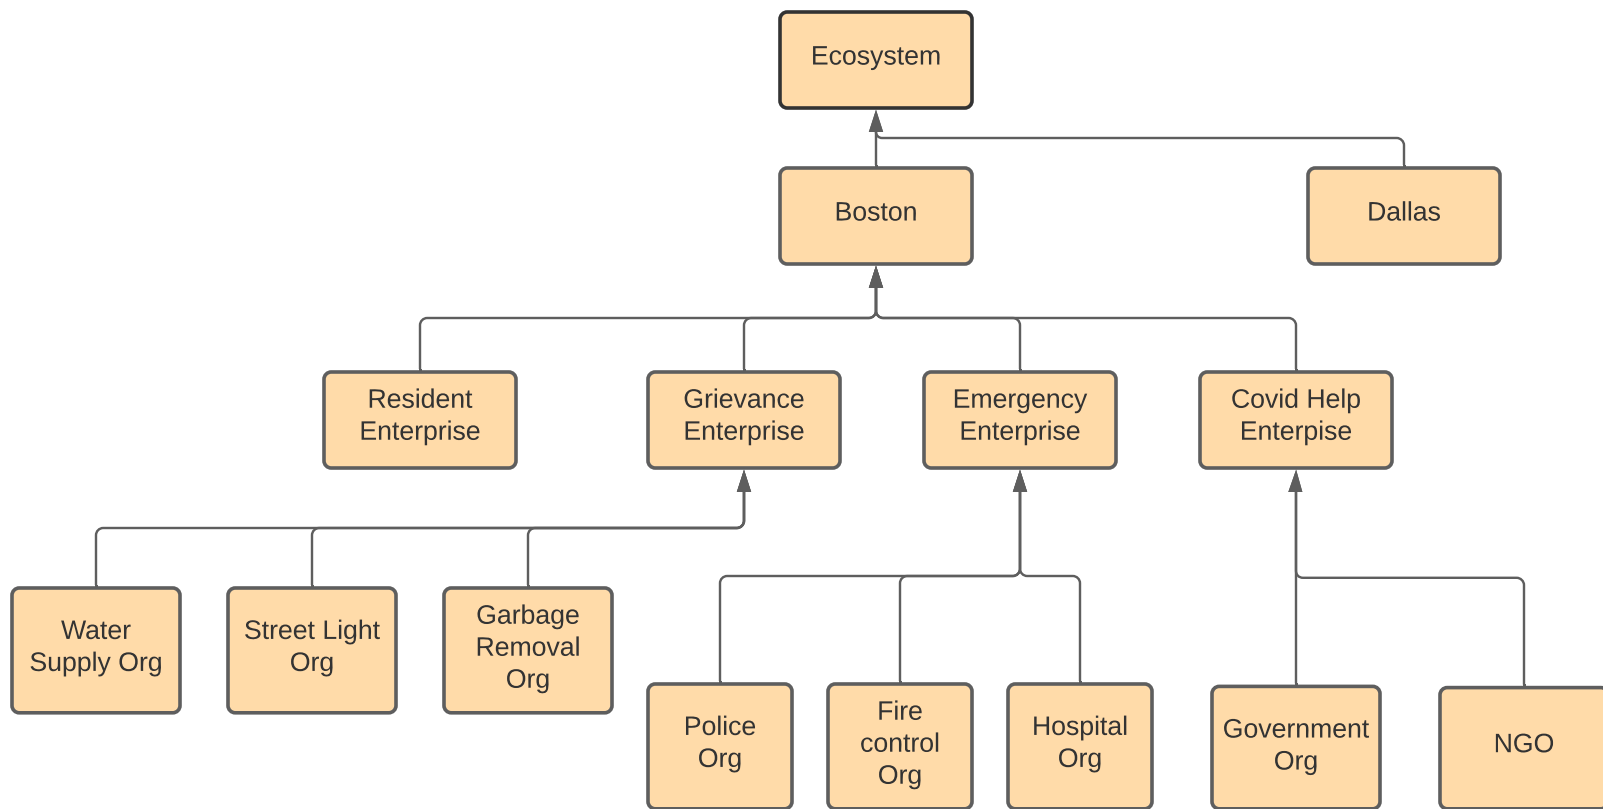 Ecosystem
Boston
Dallas
Resident
Enterprise
Grievance
Enterprise
Emergency
Enterprise
Covid Help
Enterpise
Water
Supply Org
Street Light
Org
Garbage
Removal
Org
Police
Org
Fire
control
Org
Hospital
Org
Government
Org
NGO